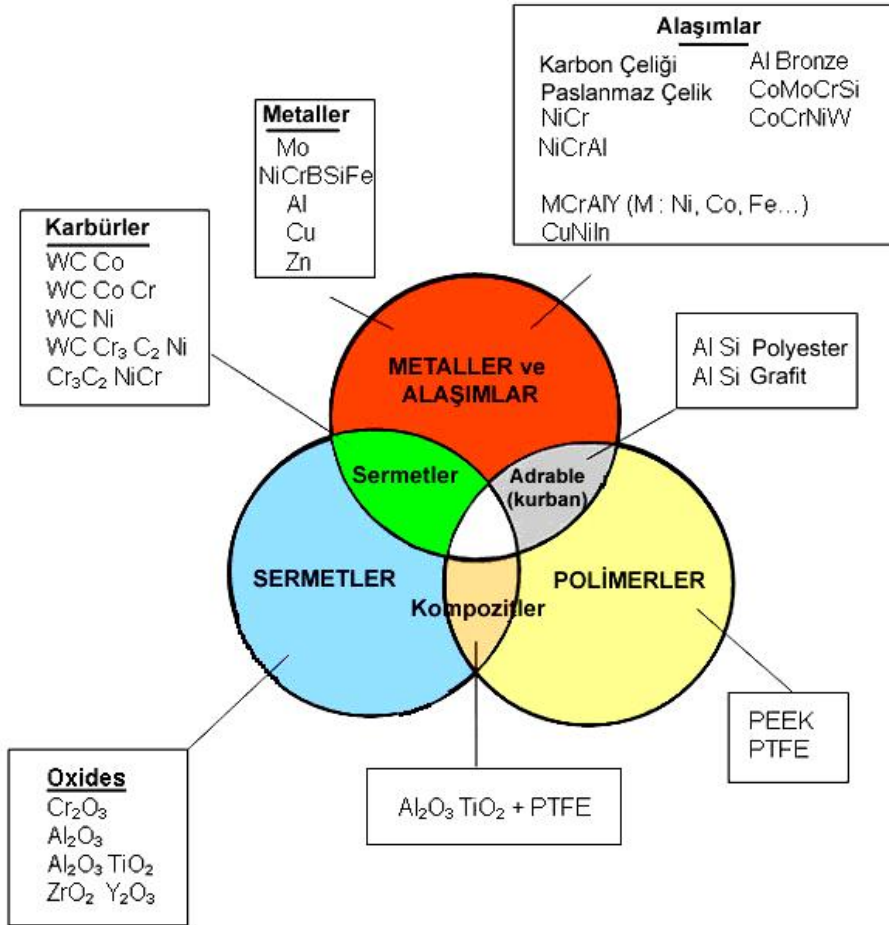 Alaşımlar
Karbon Çeliği
Paslanmaz Çelik
NiCr
NiCrAl
MCrAlY (M : Ni, Co, Fe...)
CuNiIn
Al Bronze
CoMoCrSi
CoCrNiW
Metaller
Mo
NiCrBSiFe
Al
Cu
Zn
Karbürler
WC Co
WC Co Cr
WC Ni
WC Cr₃ C₂ Ni
Cr₃C₂ NiCr
Al Si Polyester
Al Si Grafit
METALLER ve
ALAŞIMLAR
Sermetler
Adrable
(kurban)
SERMETLER
Kompozitler
POLİMERLER
PEEK
PTFE
Al₂O₃ TiO₂ + PTFE
Oxides
Cr₂O₃
Al₂O₃
Al₂O₃ TiO₂
ZrO₂ Y₂O₃